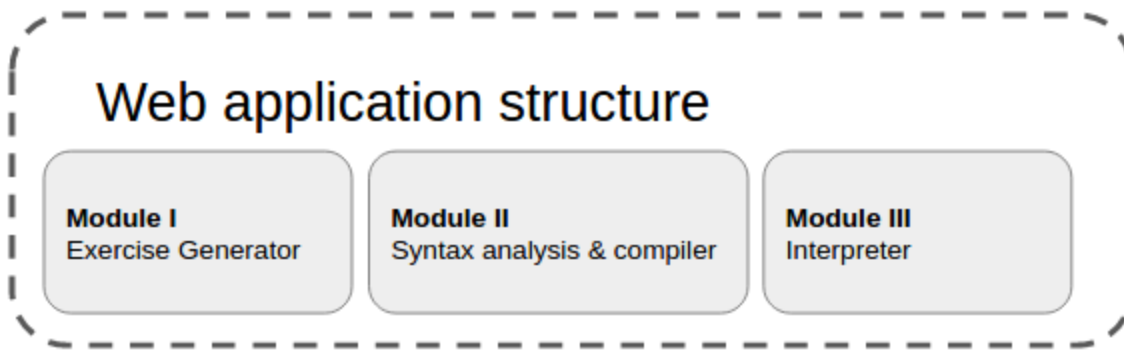 Web application structure
Module I
Exercise Generator
Module II
Syntax analysis & compiler
Module III
Interpreter